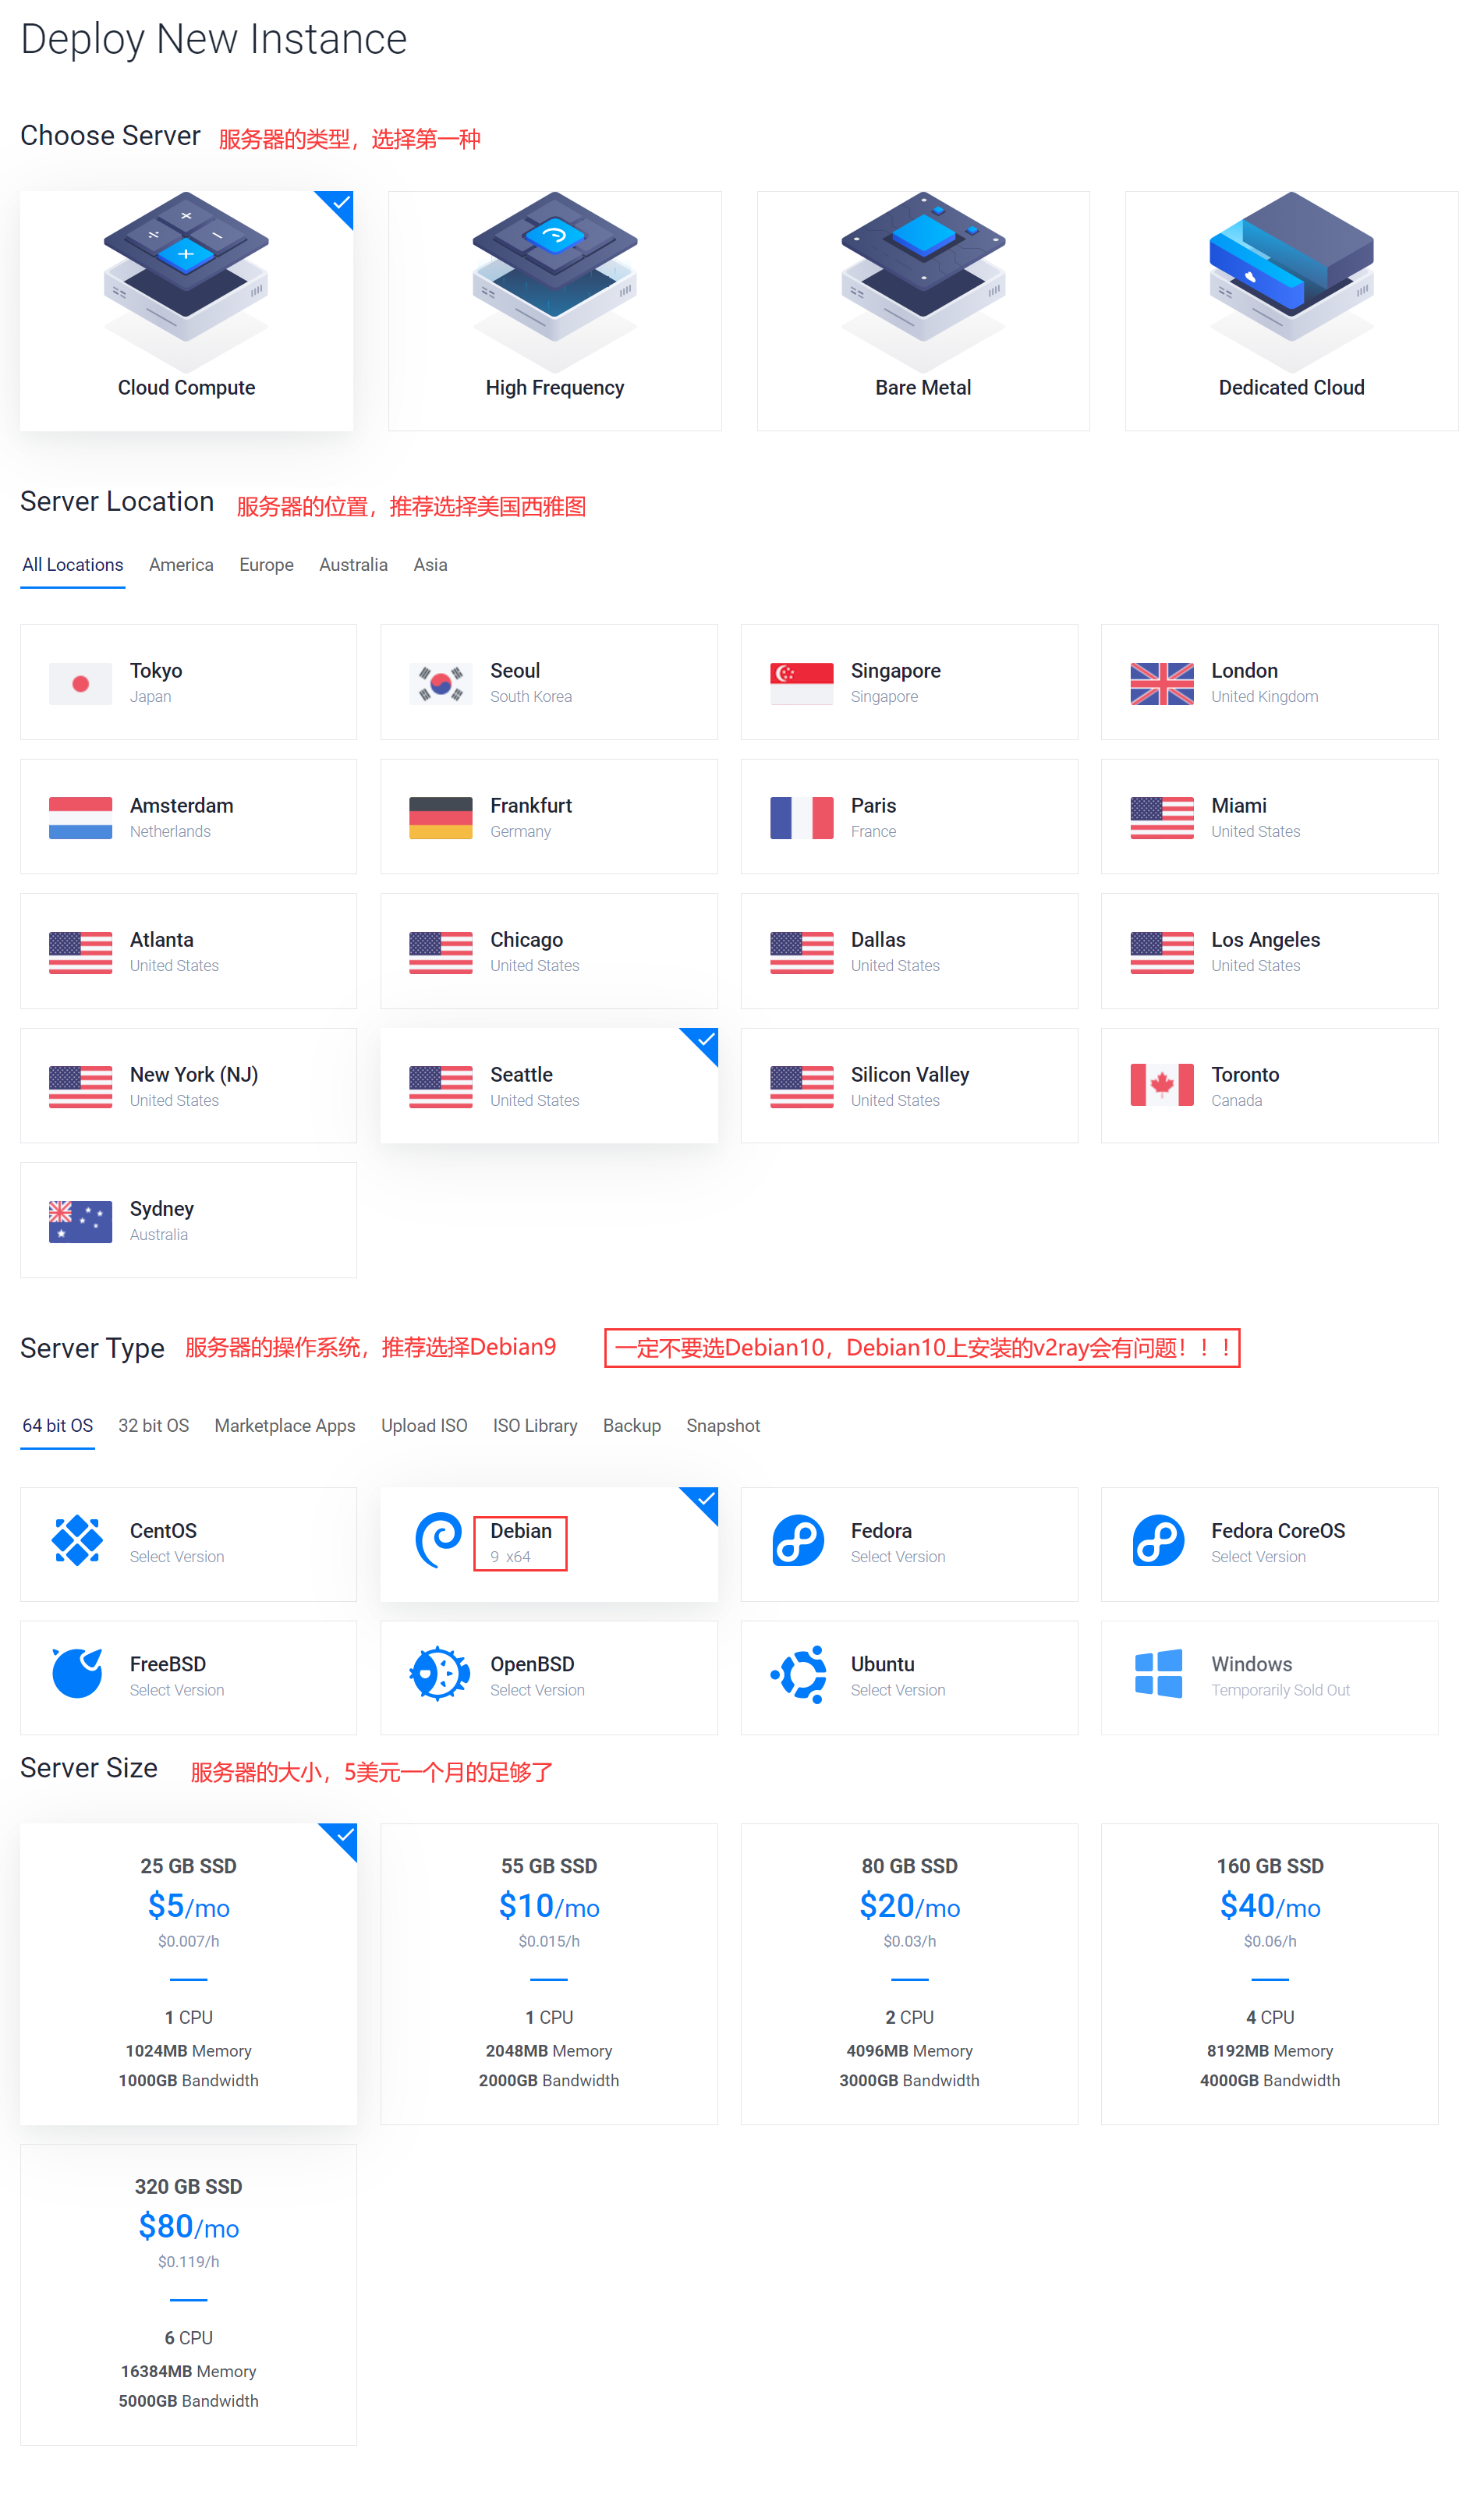 Deploy New Instance
Choose Server 服务器的类型，选择第一种
Cloud Compute
High Frequency
Bare Metal
Dedicated Cloud
Server Location 服务器的位置，推荐选择美国西雅图
All Locations America Europe Australia Asia
Tokyo
Japan
Seoul
South Korea
Singapore
Singapore
London
United Kingdom
Amsterdam
Netherlands
Frankfurt
Germany
Paris
France
Miami
United States
Atlanta
United States
Chicago
United States
Dallas
United States
Los Angeles
United States
New York (NJ)
United States
Seattle
United States
Silicon Valley
United States
Toronto
Canada
Sydney
Australia
Server Type 服务器的操作系统，推荐选择Debian9 一定不要选Debian10，Debian10上安装的v2ray会有问题！！！
64 bit OS 32 bit OS Marketplace Apps Upload ISO ISO Library Backup Snapshot
CentOS
Select Version
Debian
9 x64
Fedora
Select Version
Fedora CoreOS
Select Version
FreeBSD
Select Version
OpenBSD
Select Version
Ubuntu
Select Version
Windows
Temporarily Sold Out
Server Size 服务器的大小，5美元一个月的足够了
25 GB SSD
$5/mo
$0.007/h
1 CPU
1024MB Memory
1000GB Bandwidth
55 GB SSD
$10/mo
$0.015/h
1 CPU
2048MB Memory
2000GB Bandwidth
80 GB SSD
$20/mo
$0.03/h
2 CPU
4096MB Memory
3000GB Bandwidth
160 GB SSD
$40/mo
$0.06/h
4 CPU
8192MB Memory
4000GB Bandwidth
320 GB SSD
$80/mo
$0.119/h
6 CPU
16384MB Memory
5000GB Bandwidth